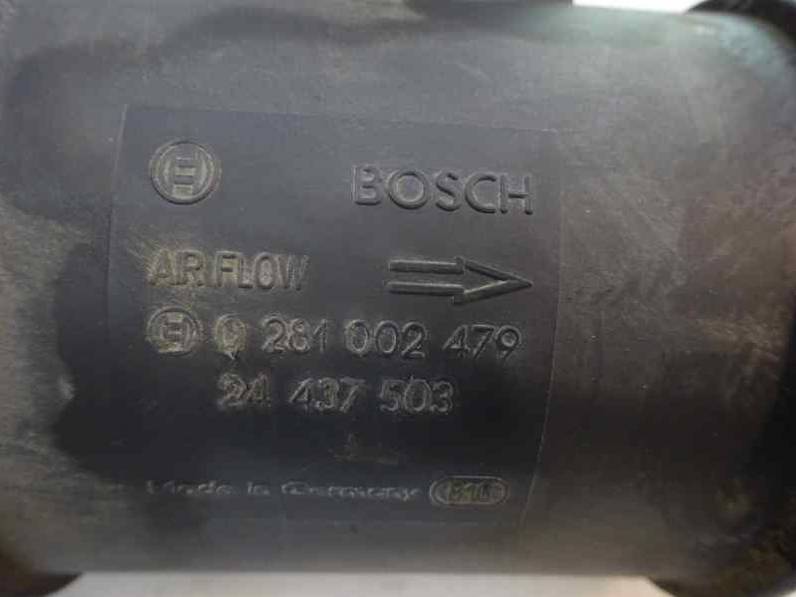 BOSCH
AIR FLOW
0 281 002 479
24 437 503
Made in Germany